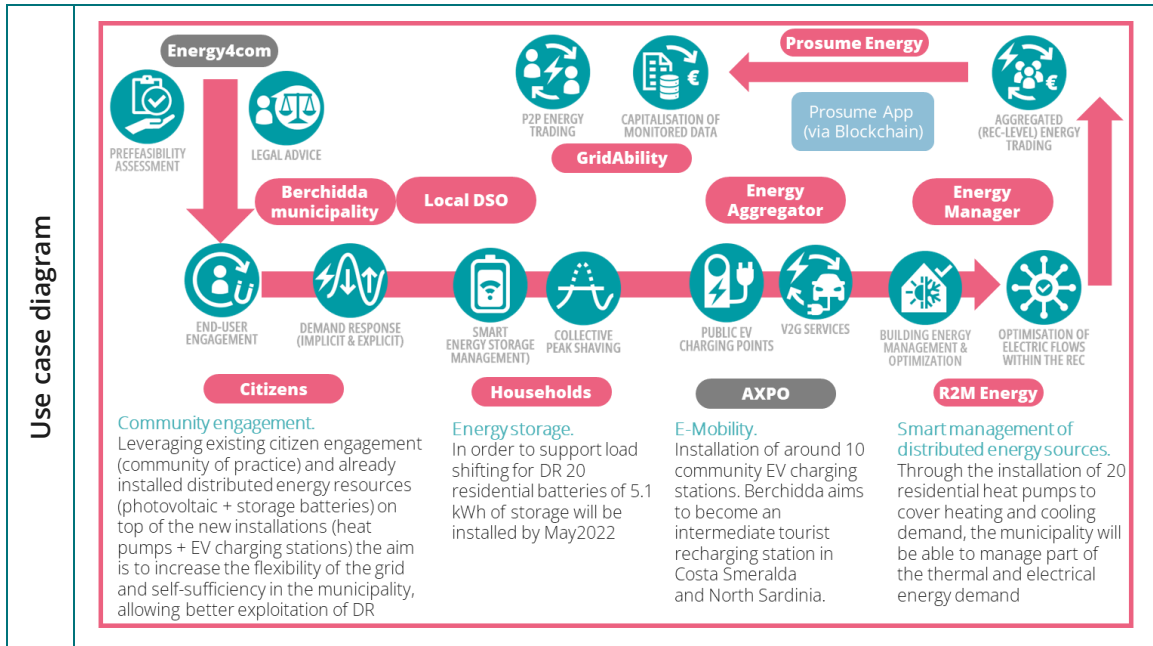 Use case diagram
Energy4com
PREFEASIBILITY
ASSESSMENT
LEGAL ADVICE
P2P ENERGY
TRADING
CAPITALISATION OF
MONITORED DATA
Prosume Energy
Prosume App
(via Blockchain)
AGGREGATED
(REC-LEVEL) ENERGY
TRADING
GridAbility
Berchidda
municipality
Local DSO
Energy
Aggregator
Energy
Manager
END-USER
ENGAGEMENT
DEMAND RESPONSE
(IMPLICIT & EXPLICIT)
SMART
ENERGY STORAGE
MANAGEMENT)
COLLECTIVE
PEAK SHAVING
PUBLIC EV
CHARGING POINTS
V2G SERVICES
BUILDING ENERGY
MANAGEMENT &
OPTIMIZATION
OPTIMISATION OF
ELECTRIC FLOWS
WITHIN THE REC
Citizens
Households
AXPO
R2M Energy
Community engagement.
Leveraging existing citizen engagement
(community of practice) and already
installed distributed energy resources
(photovoltaic + storage batteries) on
top of the new installations (heat
pumps + EV charging stations) the aim
is to increase the flexibility of the grid
and self-sufficiency in the municipality,
allowing better exploitation of DR
Energy storage.
In order to support load
shifting for DR 20
residential batteries of 5.1
kWh of storage will be
installed by May2022
E-Mobility.
Installation of around 10
community EV charging
stations. Berchidda aims
to become an
intermediate tourist
recharging station in
Costa Smeralda
and North Sardinia.
Smart management of
distributed energy sources.
Through the installation of 20
residential heat pumps to
cover heating and cooling
demand, the municipality will
be able to manage part of
the thermal and electrical
energy demand